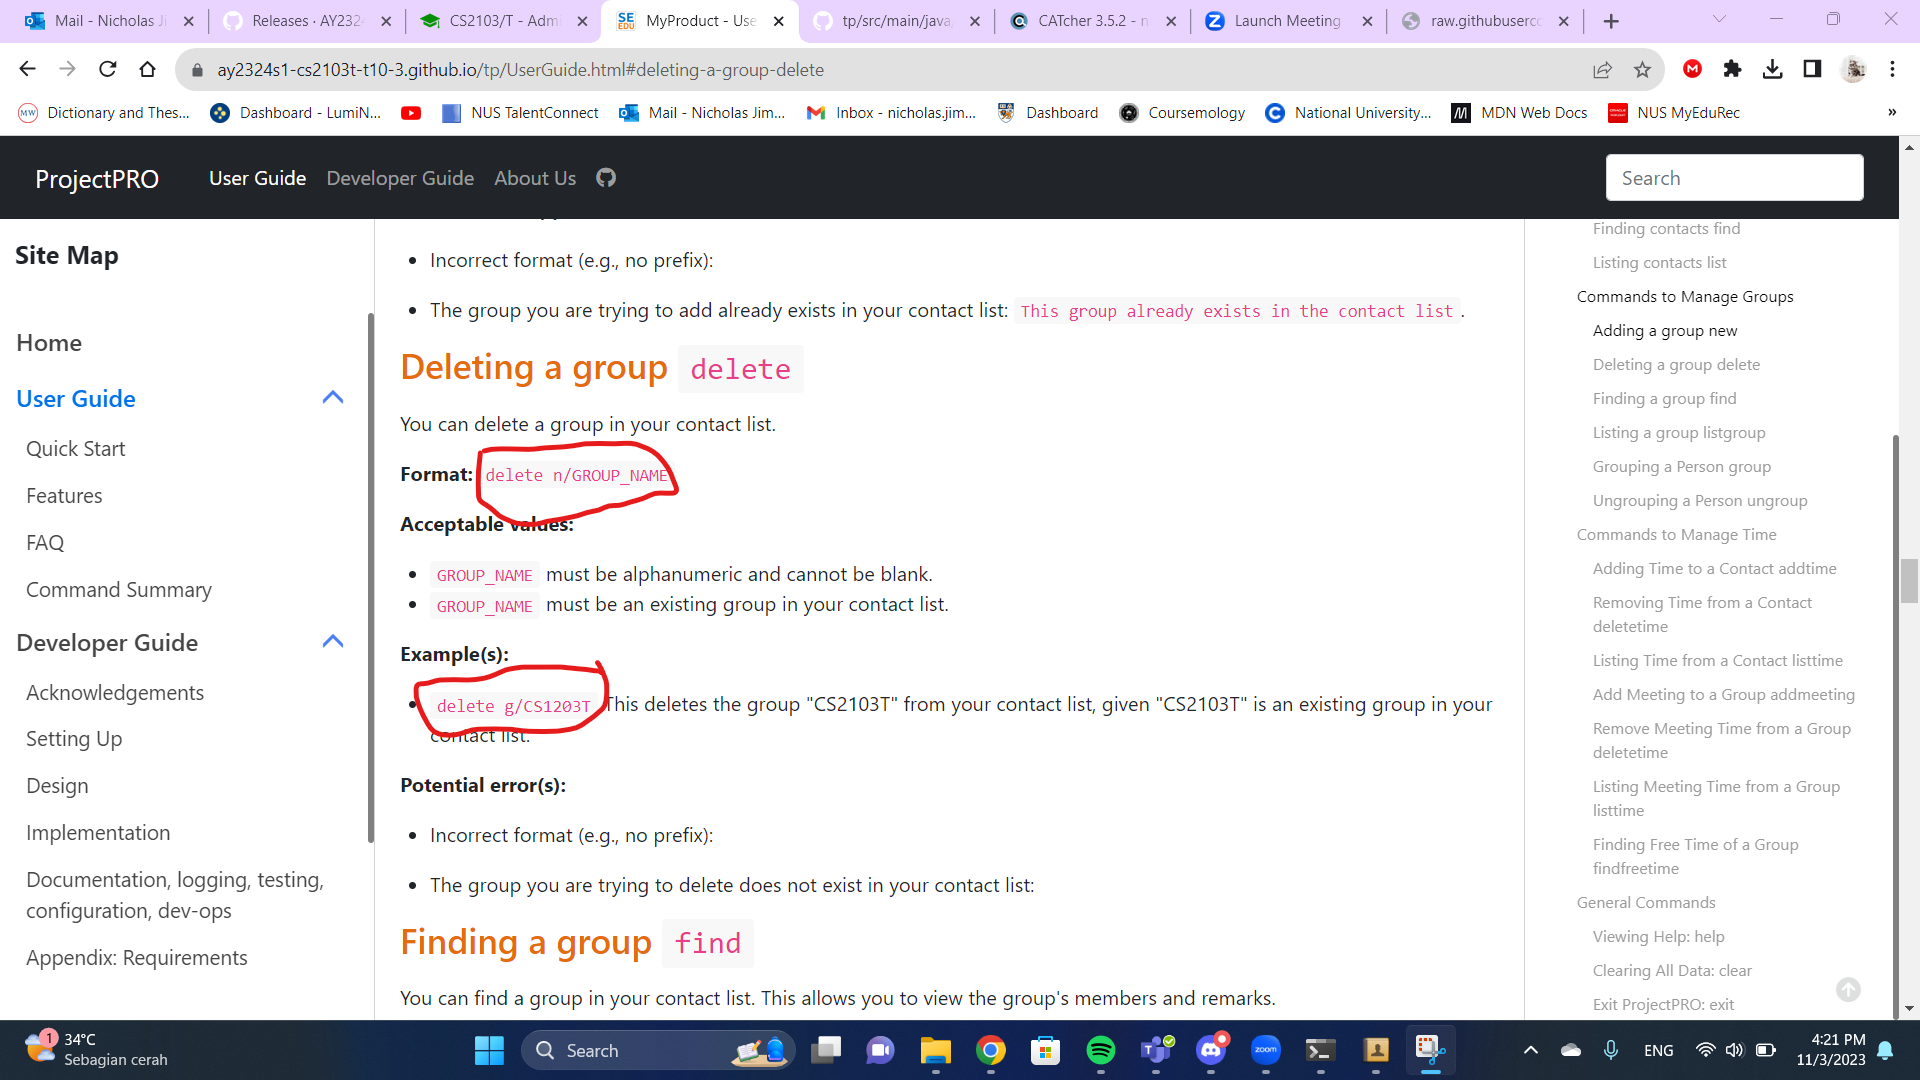 Mail - Nicholas Ji
Releases · AY2324
CS2103/T - Admi
MyProduct - Use
tp/src/main/java,
CATcher 3.5.2 - n
Launch Meeting
raw.githubuserco
ay2324s1-cs2103t-t10-3.github.io/tp/UserGuide.html#deleting-a-group-delete
Dictionary and Thes...
Dashboard - LumiN...
NUS TalentConnect
Mail - Nicholas Jim...
Inbox - nicholas.jim...
Dashboard
Coursemology
National University...
MDN Web Docs
NUS MyEduRec
»
ProjectPRO
User Guide
Developer Guide
About Us
Search
Site Map
Home
User Guide
Quick Start
Features
FAQ
Command Summary
Developer Guide
Acknowledgements
Setting Up
Design
Implementation
Documentation, logging, testing,
configuration, dev-ops
Appendix: Requirements
• Incorrect format (e.g., no prefix):
• The group you are trying to add already exists in your contact list: This group already exists in the contact list .
Deleting a group delete
You can delete a group in your contact list.
Format: delete n/GROUP_NAME
Acceptable values:
• GROUP_NAME must be alphanumeric and cannot be blank.
• GROUP_NAME must be an existing group in your contact list.
Example(s):
• delete g/CS1203T This deletes the group "CS2103T" from your contact list, given "CS2103T" is an existing group in your
contact list.
Potential error(s):
• Incorrect format (e.g., no prefix):
• The group you are trying to delete does not exist in your contact list:
Finding a group find
You can find a group in your contact list. This allows you to view the group's members and remarks.
Finding contacts find
Listing contacts list
Commands to Manage Groups
Adding a group new
Deleting a group delete
Finding a group find
Listing a group listgroup
Grouping a Person group
Ungrouping a Person ungroup
Commands to Manage Time
Adding Time to a Contact addtime
Removing Time from a Contact
deletetime
Listing Time from a Contact listtime
Add Meeting to a Group addmeeting
Remove Meeting Time from a Group
deletetime
Listing Meeting Time from a Group
listtime
Finding Free Time of a Group
findfreetime
General Commands
Viewing Help: help
Clearing All Data: clear
Exit ProjectPRO: exit
1
34°C
Sebagian cerah
Search
zoom
ENG
4:21 PM
11/3/2023